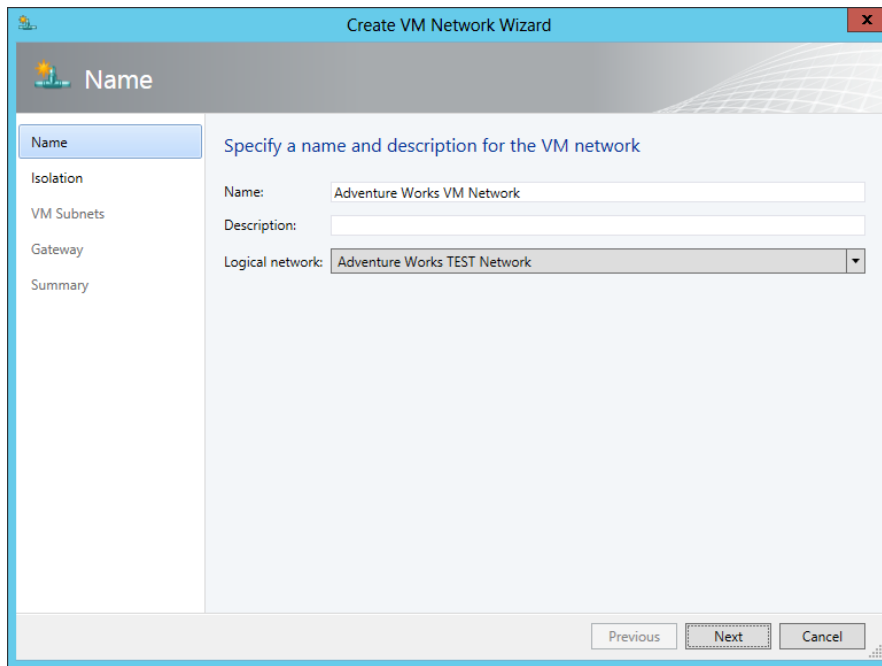 Create VM Network Wizard
x
Name
Name
Isolation
VM Subnets
Gateway
Summary
Specify a name and description for the VM network
Name: Adventure Works VM Network
Description:
Logical network: Adventure Works TEST Network
Previous Next Cancel